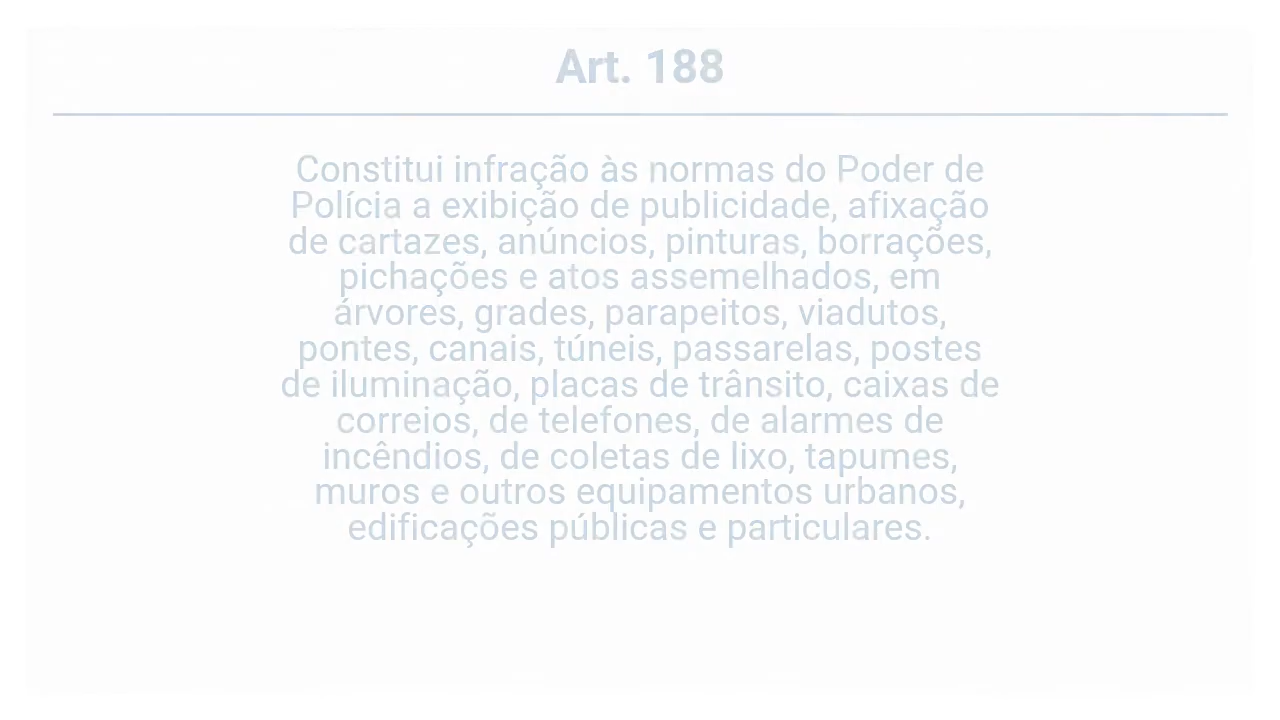 Art. 188
Constitui infração às normas do Poder de
Polícia a exibição de publicidade, afixação
de cartazes, anúncios, pinturas, borrações,
pichações e atos assemelhados, em
árvores, grades, parapeitos, viadutos,
pontes, canais, túneis, passarelas, postes
de iluminação, placas de trânsito, caixas de
correios, de telefones, de alarmes de
incêndios, de coletas de lixo, tapumes,
muros e outros equipamentos urbanos,
edificações públicas e particulares.